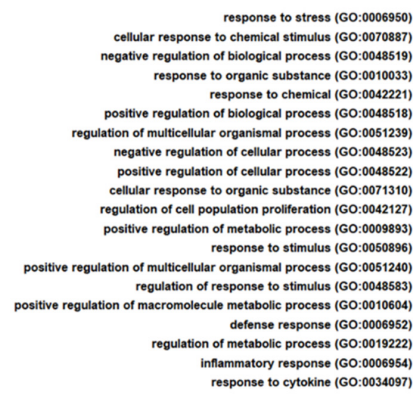 response to stress (GO:0006950)
cellular response to chemical stimulus (GO:0070887)
negative regulation of biological process (GO:0048519)
response to organic substance (GO:0010033)
response to chemical (GO:0042221)
positive regulation of biological process (GO:0048518)
regulation of multicellular organismal process (GO:0051239)
negative regulation of cellular process (GO:0048523)
positive regulation of cellular process (GO:0048522)
cellular response to organic substance (GO:0071310)
regulation of cell population proliferation (GO:0042127)
positive regulation of metabolic process (GO:0009893)
response to stimulus (GO:0050896)
positive regulation of multicellular organismal process (GO:0051240)
regulation of response to stimulus (GO:0048583)
positive regulation of macromolecule metabolic process (GO:0010604)
defense response (GO:0006952)
regulation of metabolic process (GO:0019222)
inflammatory response (GO:0006954)
response to cytokine (GO:0034097)